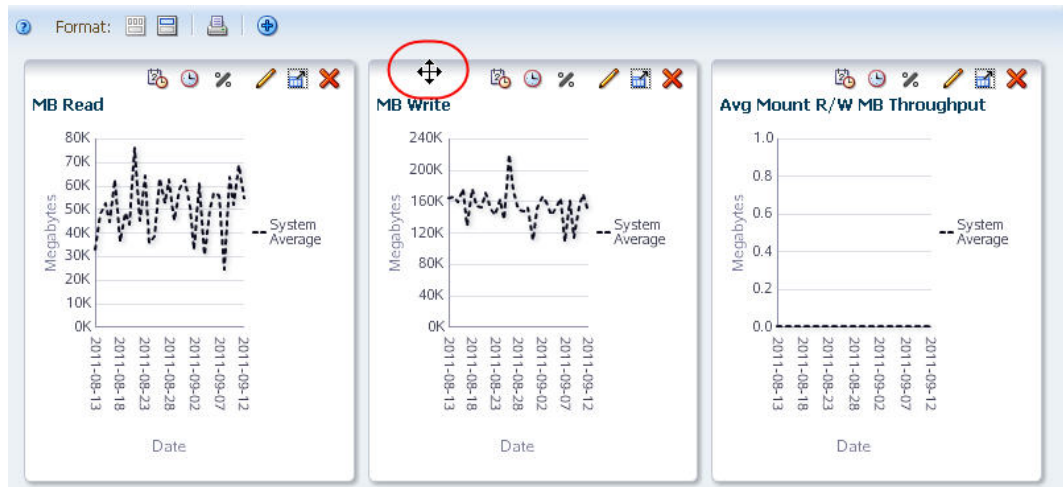 Format:
MB Read
80K
70K
60K
50K
40K
30K
20K
10K
0K
Megabytes
System
Average
2011-08-13
2011-08-18
2011-08-23
2011-08-28
2011-09-02
2011-09-07
2011-09-12
Date
MB Write
240K
200K
160K
120K
80K
40K
0K
Megabytes
System
Average
2011-08-13
2011-08-18
2011-08-23
2011-08-28
2011-09-02
2011-09-07
2011-09-12
Date
Avg Mount R/W MB Throughput
1.0
0.8
0.6
0.4
0.2
0.0
Megabytes
System
Average
2011-08-13
2011-08-18
2011-08-23
2011-08-28
2011-09-02
2011-09-07
2011-09-12
Date